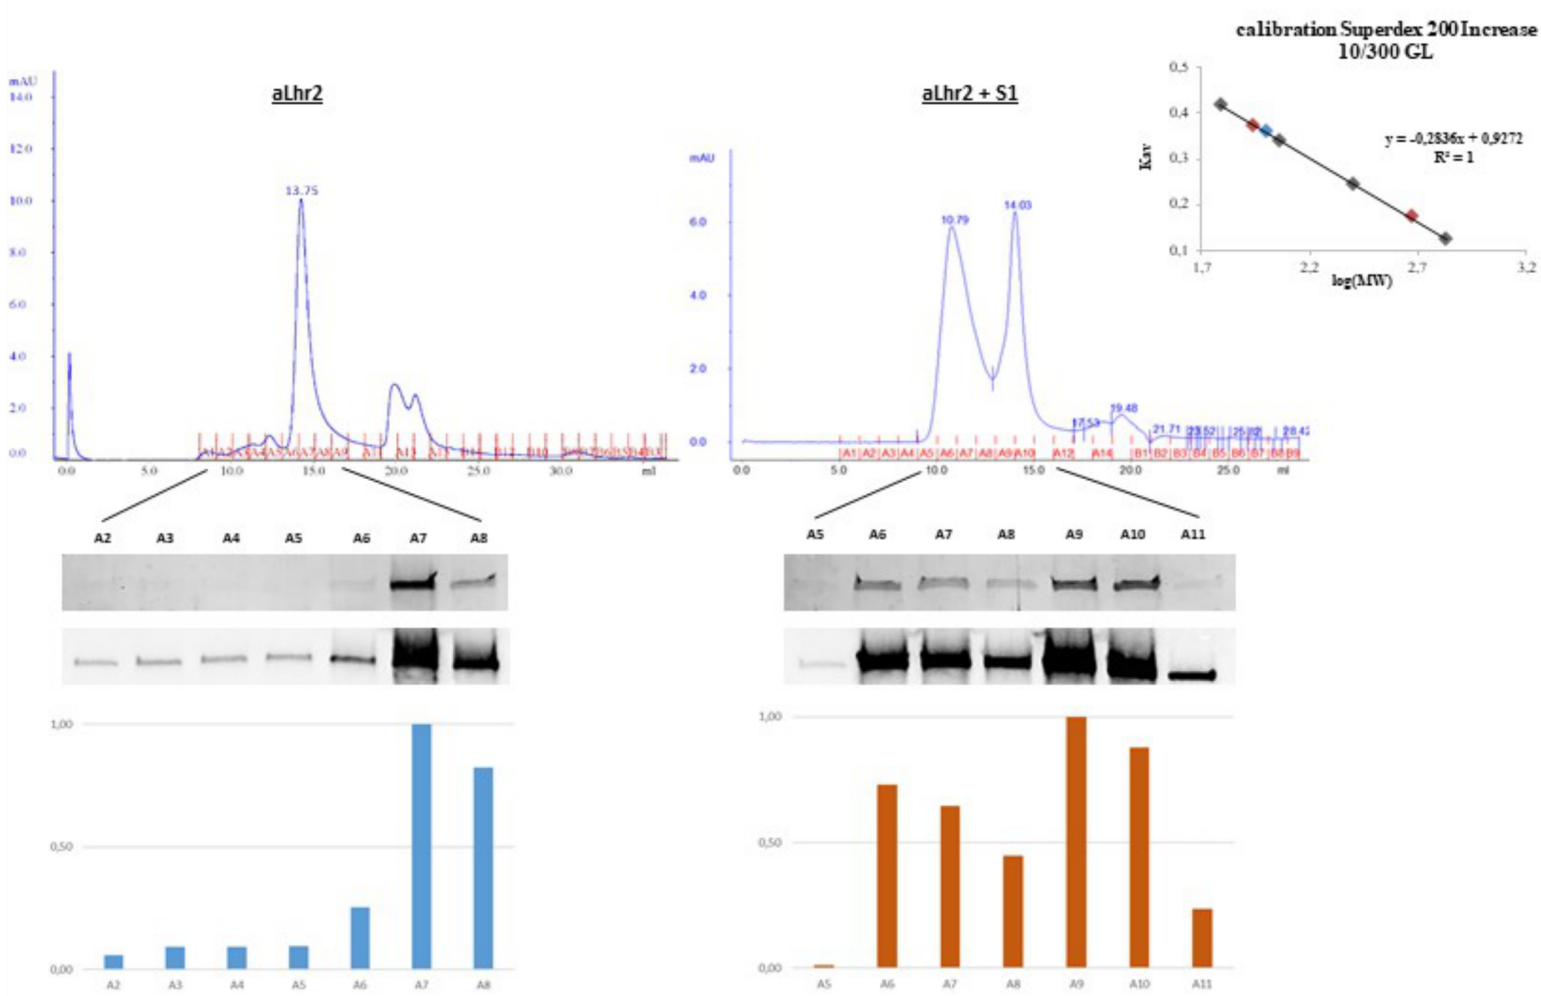 calibration Superdex 200 Increase
10/300 GL
0,5
0,4
0,3
0,2
0,1
Kav
y = -0,2836x + 0,9272
R² = 1
1,7 2,2 2,7 3,2
log(MW)
aLhr2
mAU
14.0
12.0
10.0
8.0
6.0
4.0
2.0
0.0
13.75
0.0 5.0 10.0 15.0 20.0 25.0 30.0 ml
aLhr2 + S1
mAU
6.0
4.0
2.0
0.0
10.79 14.03
17.53 19.48 21.71 28.42
A1 A2 A3 A4 A5 A6 A7 A8 A9 A10 A12 A14 B1 B2 B3 B4 B5 B6 B7 B8 B9
0.0 5.0 10.0 15.0 20.0 25.0 ml
A2 A3 A4 A5 A6 A7 A8
A5 A6 A7 A8 A9 A10 A11
1,00
0,50
0,00
A2 A3 A4 A5 A6 A7 A8
1,00
0,50
0,00
A5 A6 A7 A8 A9 A10 A11